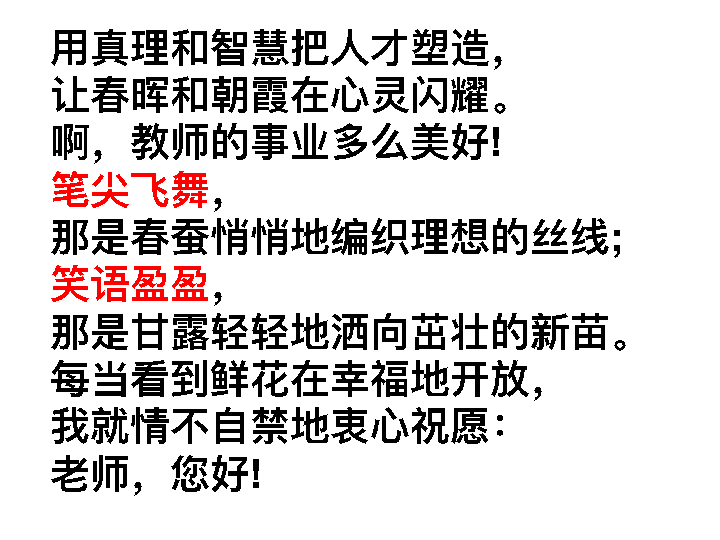 用真理和智慧把人才塑造，
让春晖和朝霞在心灵闪耀。
啊，教师的事业多么美好!
笔尖飞舞，
那是春蚕悄悄地编织理想的丝线；
笑语盈盈，
那是甘露轻轻地洒向茁壮的新苗。
每当看到鲜花在幸福地开放，
我就情不自禁地衷心祝愿：
老师，您好!